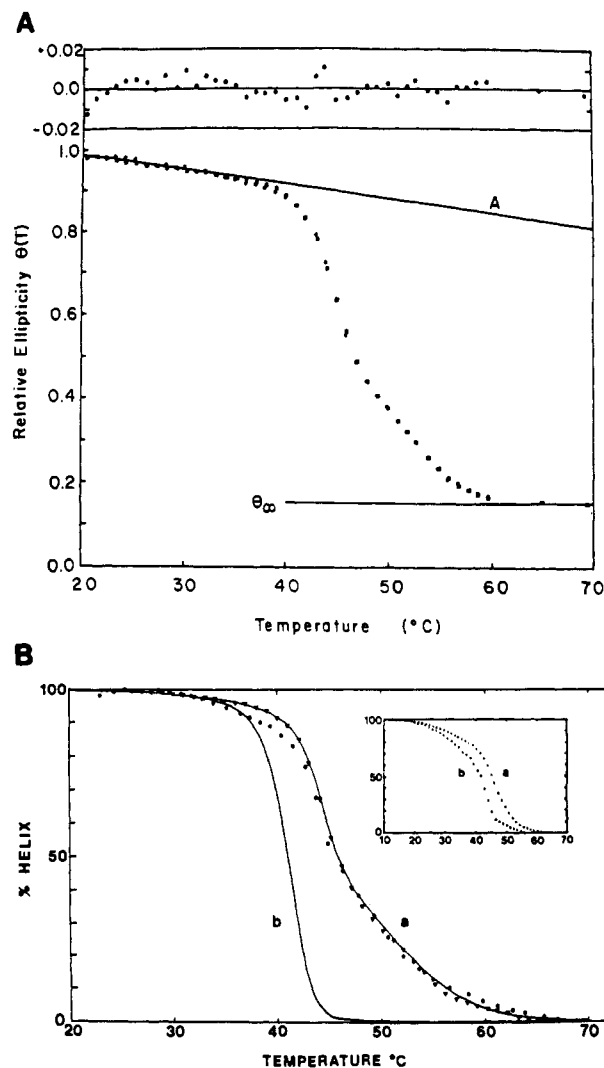 A
+0.02
0.0
-0.02
1.0
0.8
0.6
0.4
0.2
0.0
Relative Ellipticity Θ(T)
A
Θ∞
20 30 40 50 60 70
Temperature (°C)
B
100
50
0
% HELIX
b
a
100
50
0
b
a
10 20 30 40 50 60 70
20 30 40 50 60 70
TEMPERATURE °C